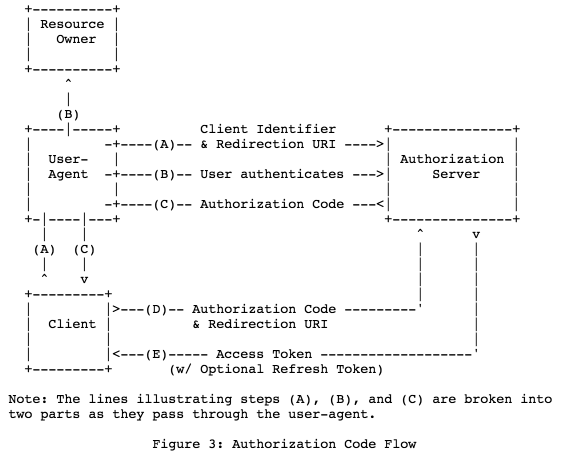 Resource
Owner
(B)
Client Identifier
(A)-- & Redirection URI
User-
Agent
Authorization
Server
(B)-- User authenticates
(C)-- Authorization Code
(A) (C)
Client
(D)-- Authorization Code
& Redirection URI
(E)----- Access Token
(w/ Optional Refresh Token)
Note: The lines illustrating steps (A), (B), and (C) are broken into
two parts as they pass through the user-agent.
Figure 3: Authorization Code Flow